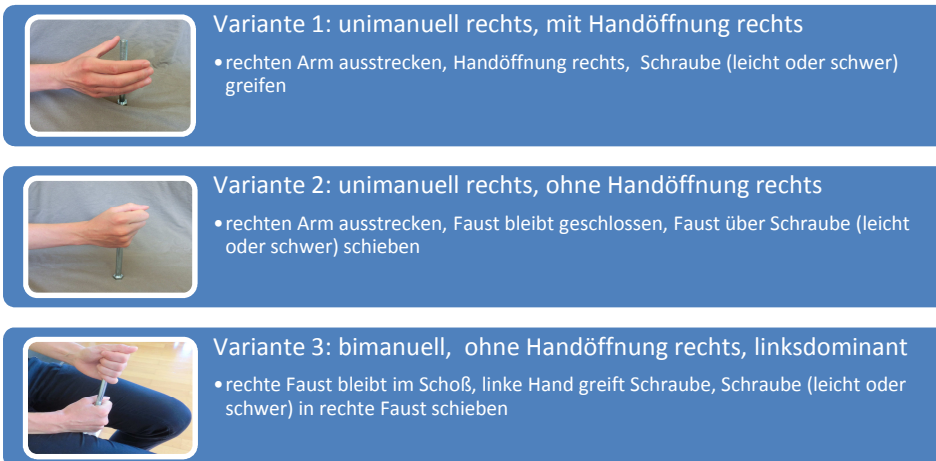 Variante 1: unimanuell rechts, mit Handöffnung rechts
•rechten Arm ausstrecken, Handöffnung rechts, Schraube (leicht oder schwer)
greifen
Variante 2: unimanuell rechts, ohne Handöffnung rechts
•rechten Arm ausstrecken, Faust bleibt geschlossen, Faust über Schraube (leicht
oder schwer) schieben
Variante 3: bimanuell, ohne Handöffnung rechts, linksdominant
•rechte Faust bleibt im Schoß, linke Hand greift Schraube, Schraube (leicht oder
schwer) in rechte Faust schieben